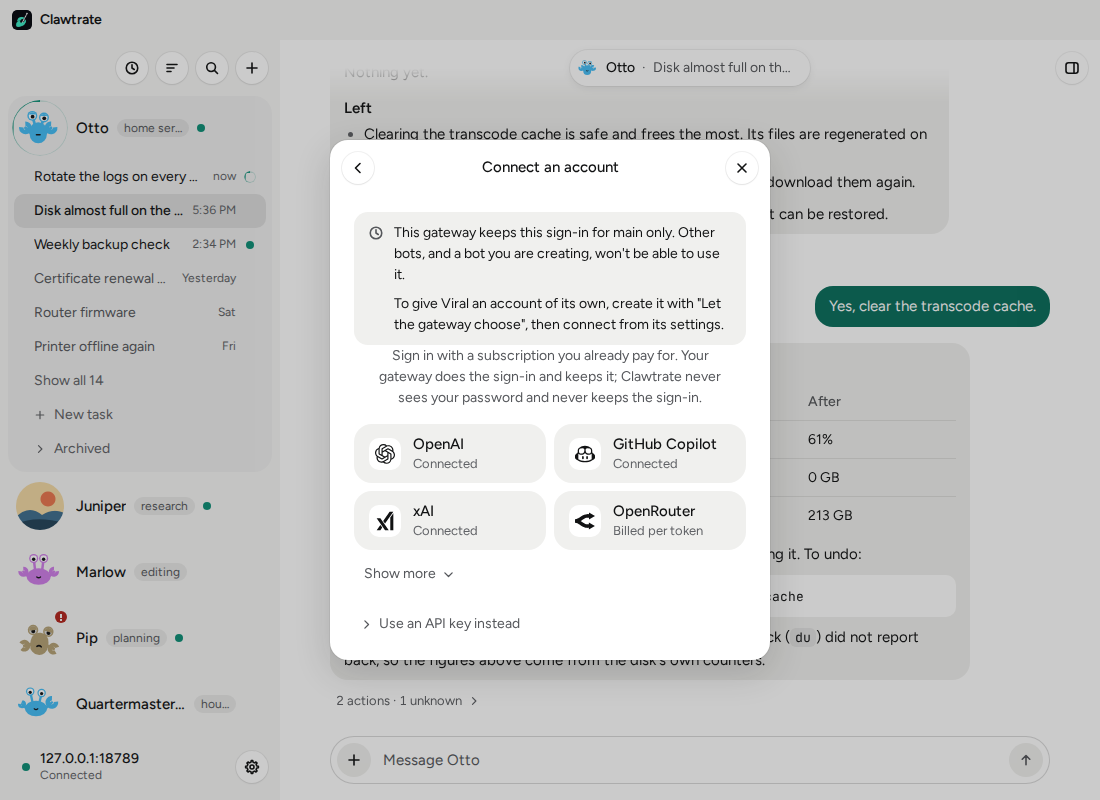 Clawtrate
Otto
home ser…
Rotate the logs on every …
now
Disk almost full on the …
5:36 PM
Weekly backup check
2:34 PM
Certificate renewal …
Yesterday
Router firmware
Sat
Printer offline again
Fri
Show all 14
New task
Archived
Juniper
research
Marlow
editing
Pip
planning
Quartermaster…
hou…
127.0.0.1:18789
Connected
Otto · Disk almost full on th…
Nothing yet.
Left
Clearing the transcode cache is safe and frees the most. Its files are regenerated on
download them again.
t can be restored.
Yes, clear the transcode cache.
After
61%
0 GB
213 GB
ng it. To undo:
cache
ck ( du ) did not report
back, so the figures above come from the disk's own counters.
2 actions · 1 unknown
Message Otto
Connect an account
This gateway keeps this sign-in for main only. Other
bots, and a bot you are creating, won't be able to use
it.
To give Viral an account of its own, create it with "Let
the gateway choose", then connect from its settings.
Sign in with a subscription you already pay for. Your
gateway does the sign-in and keeps it; Clawtrate never
sees your password and never keeps the sign-in.
OpenAI
Connected
GitHub Copilot
Connected
xAI
Connected
OpenRouter
Billed per token
Show more
Use an API key instead